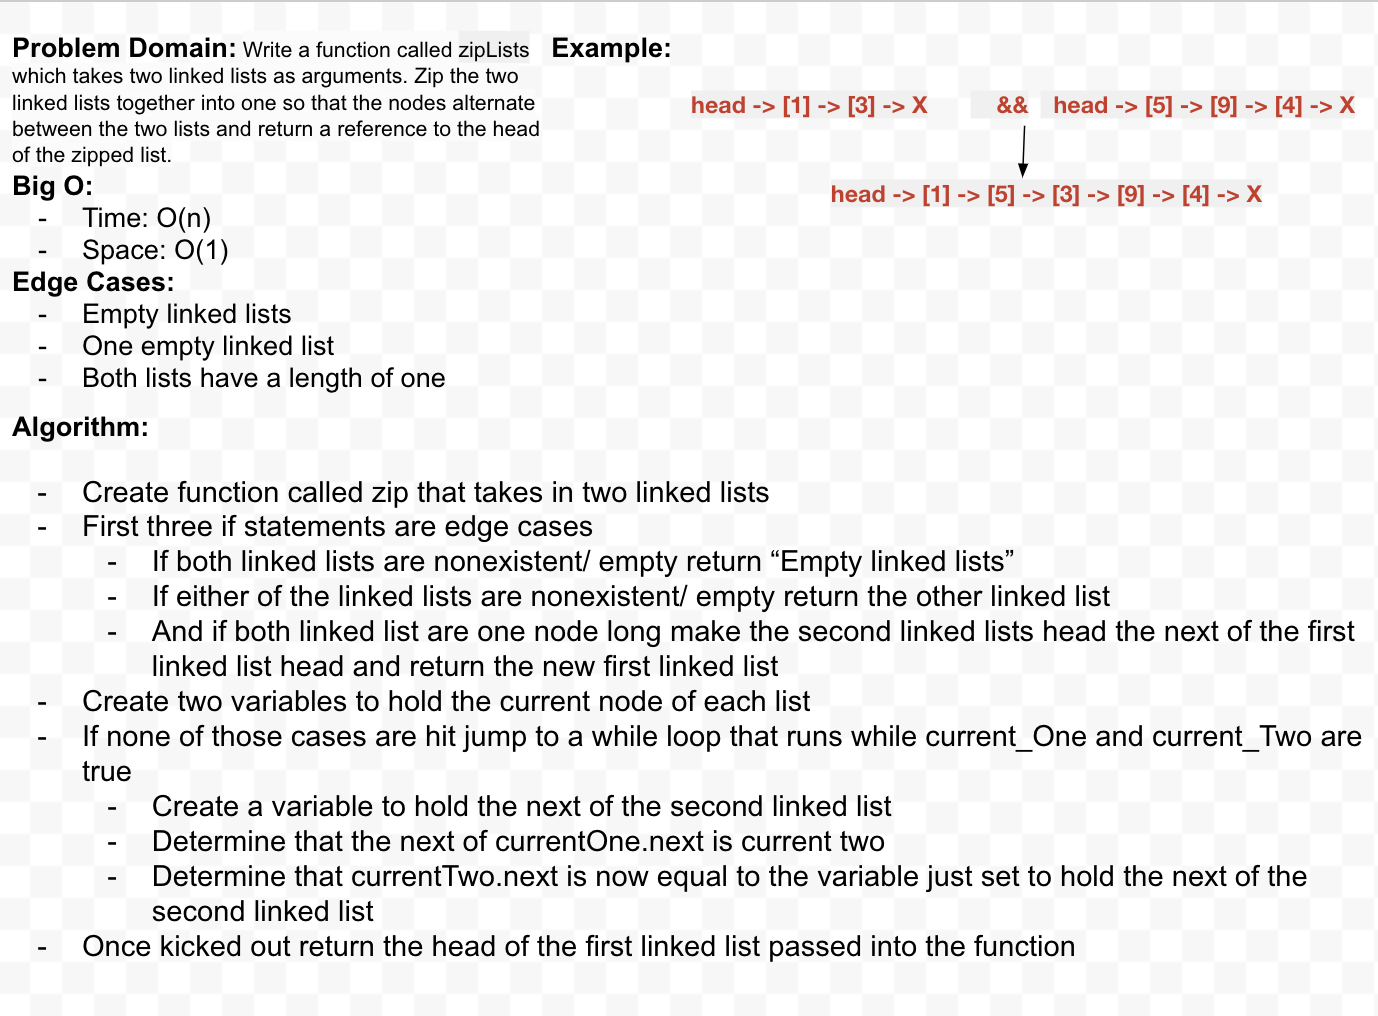 Problem Domain: Write a function called zipLists
which takes two linked lists as arguments. Zip the two
linked lists together into one so that the nodes alternate
between the two lists and return a reference to the head
of the zipped list.
Big O:
- Time: O(n)
- Space: O(1)
Edge Cases:
- Empty linked lists
- One empty linked list
- Both lists have a length of one
Example:
head -> [1] -> [3] -> X && head -> [5] -> [9] -> [4] -> X
head -> [1] -> [5] -> [3] -> [9] -> [4] -> X
Algorithm:
- Create function called zip that takes in two linked lists
- First three if statements are edge cases
- If both linked lists are nonexistent/ empty return “Empty linked lists”
- If either of the linked lists are nonexistent/ empty return the other linked list
- And if both linked list are one node long make the second linked lists head the next of the first
linked list head and return the new first linked list
- Create two variables to hold the current node of each list
- If none of those cases are hit jump to a while loop that runs while current_One and current_Two are
true
- Create a variable to hold the next of the second linked list
- Determine that the next of currentOne.next is current two
- Determine that currentTwo.next is now equal to the variable just set to hold the next of the
second linked list
- Once kicked out return the head of the first linked list passed into the function